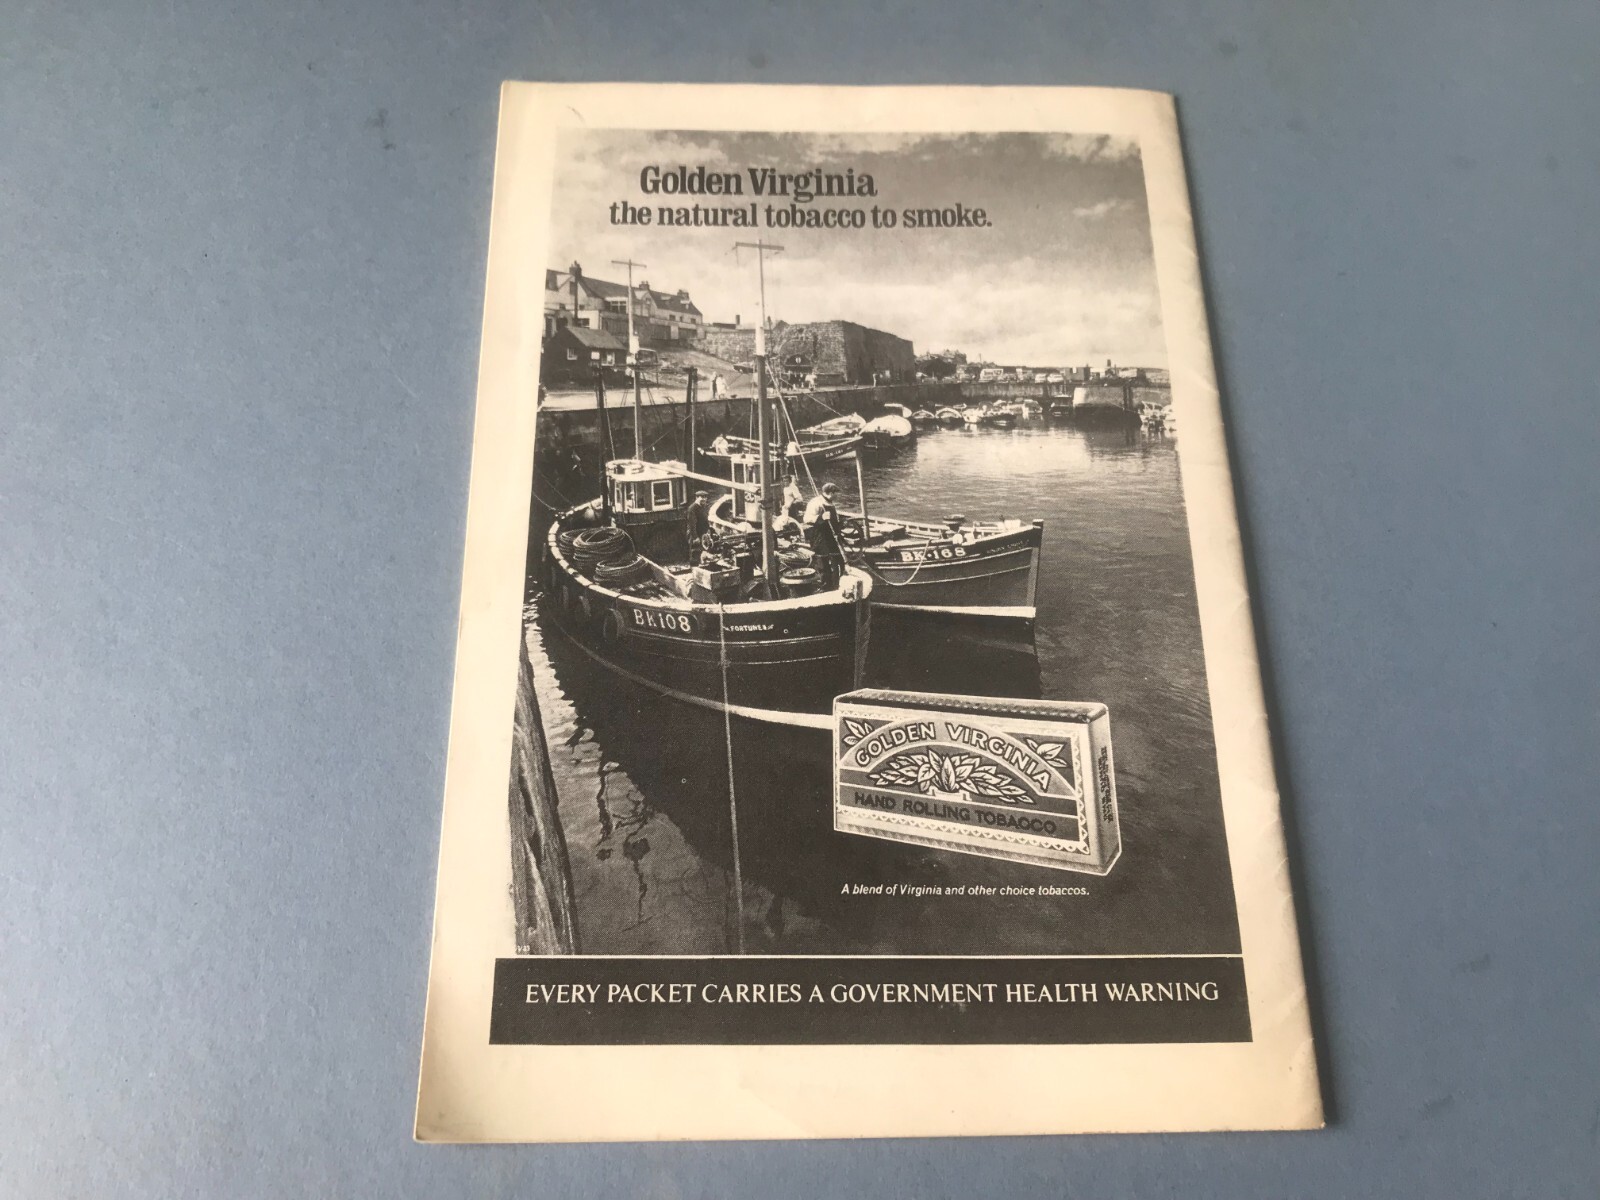 Golden Virginia
the natural tobacco to smoke.
BK·168
BK108
FORTUNES
GOLDEN VIRGINIA
HAND ROLLING TOBACCO
A blend of Virginia and other choice tobaccos.
EVERY PACKET CARRIES A GOVERNMENT HEALTH WARNING